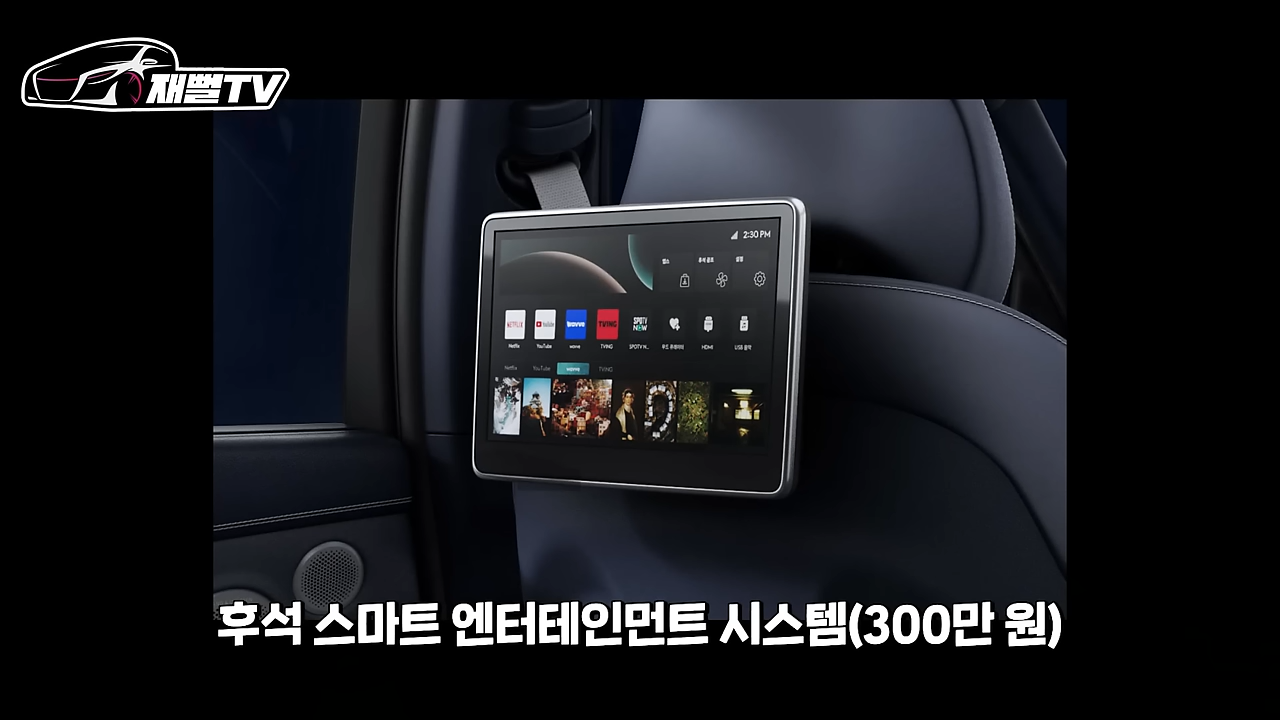 재뻘TV
2:30 PM
NETFLIX
YouTube
wavve
TVING
SPOTV NOW
Netflix
YouTube
wavve
TVING
SPOTV N...
HDMI
USB 음악
Netflix
YouTube
wavve
TVING
후석 스마트 엔터테인먼트 시스템(300만 원)